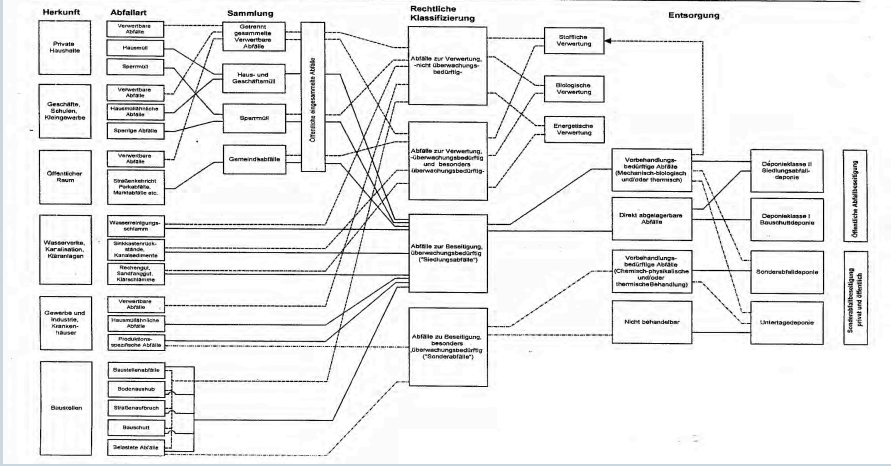 Herkunft
Abfallart
Sammlung
Rechtliche
Klassifizierung
Entsorgung
Private
Haushalte
Geschäfte,
Schulen,
Kleingewerbe
Öffentlicher
Raum
Wasserwerke,
Kanalisation,
Kläranlagen
Gewerbe und
Industrie,
Kranken-
häuser
Baustellen
Verwertbare
Abfälle
Hausmüll
Sperrmüll
Verwertbare
Abfälle
Hausmüllähnliche
Abfälle
Sperrige Abfälle
Verwertbare
Abfälle
Straßenkehricht
Parkabfälle,
Marktabfälle etc.
Wasserreinigungs-
schlamm
Sinkkastenrück-
stände,
Kanalsedimente
Rechengut,
Sandfanggut,
Klärschlämme
Verwertbare
Abfälle
Hausmüllähnliche
Abfälle
Produktions-
spezifische Abfälle
Baustellenabfälle
Bodenaushub
Straßenaufbruch
Bauschutt
Belastete Abfälle
Getrennt
gesammelte
Verwertbare
Abfälle
Haus- und
Geschäftsmüll
Sperrmüll
Gemeindeabfälle
Öffentliche eingesammelte Abfälle
Abfälle zur Verwertung,
-nicht überwachungs-
bedürftig-
Abfälle zur Verwertung,
-überwachungsbedürftig
und besonders
überwachungsbedürftig-
Abfälle zur Beseitigung,
überwachungsbedürftig
("Siedlungsabfälle")
Abfälle zu Beseitigung,
besonders
überwachungsbedürftig
("Sonderabfälle")
Stoffliche
Verwertung
Biologische
Verwertung
Energetische
Verwertung
Vorbehandlungs-
bedürftige Abfälle
(Mechanisch-biologisch
und/oder thermisch)
Direkt abgelagerbare
Abfälle
Vorbehandlungs-
bedürftige Abfälle
(Chemisch-physikalische
und/oder
thermischeBehandlung)
Nicht behandelbar
Deponieklasse II
Siedlungsabfall-
deponie
Deponieklasse I
Bauschuttdeponie
Sonderabfalldeponie
Untertagedeponie
Öffentliche Abfallbeseitigung
Sonderabfallbeseitigung
privat und öffentlich